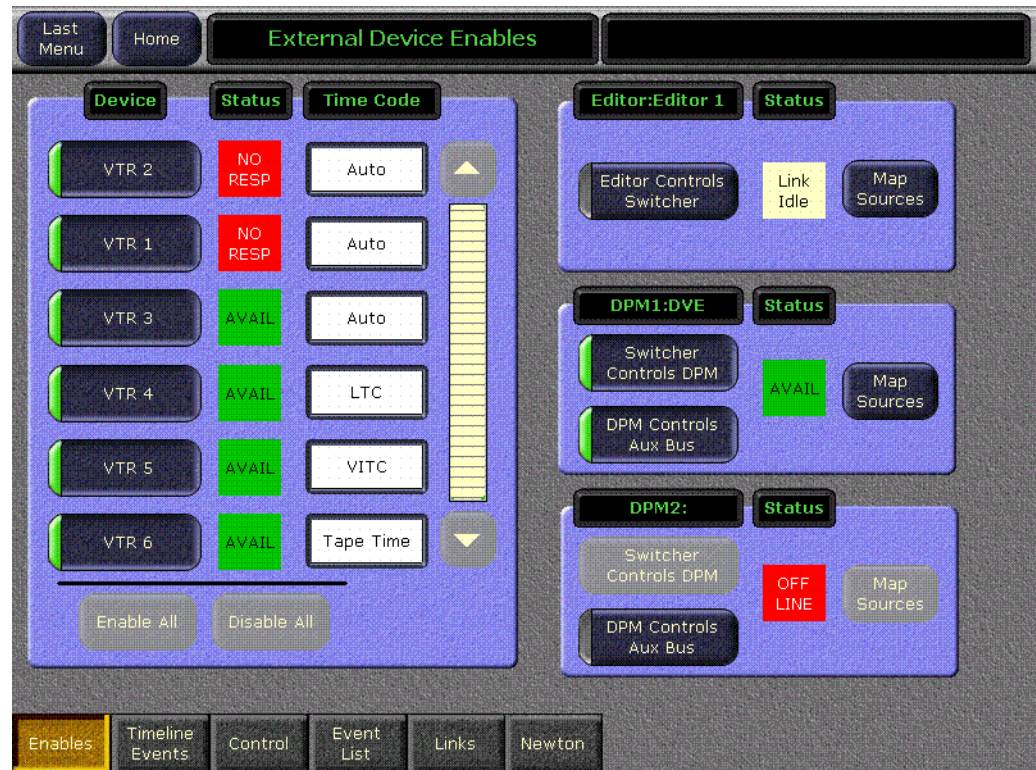 Last
Menu
Home
External Device Enables
Device
Status
Time Code
VTR 2
NO
RESP
Auto
VTR 1
NO
RESP
Auto
VTR 3
AVAIL
Auto
VTR 4
AVAIL
LTC
VTR 5
AVAIL
VITC
VTR 6
AVAIL
Tape Time
Enable All
Disable All
Editor:Editor 1
Status
Editor Controls
Switcher
Link
Idle
Map
Sources
DPM1:DVE
Status
Switcher
Controls DPM
DPM Controls
Aux Bus
AVAIL
Map
Sources
DPM2:
Status
Switcher
Controls DPM
DPM Controls
Aux Bus
OFF
LINE
Map
Sources
Enables
Timeline
Events
Control
Event
List
Links
Newton